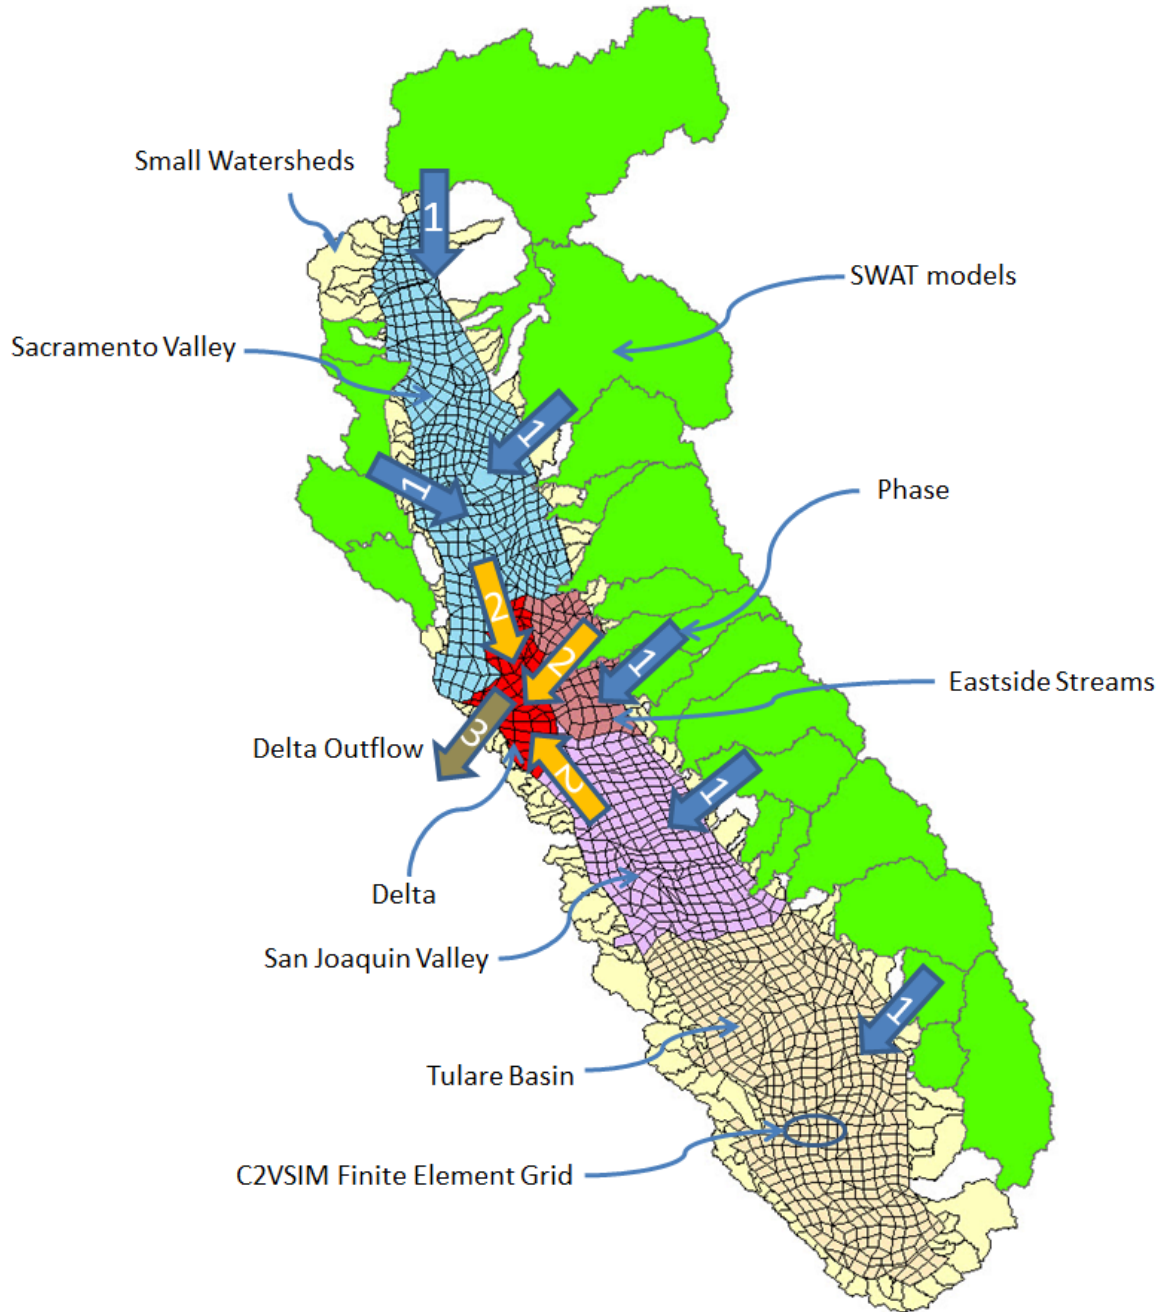 Small Watersheds
1
SWAT models
Sacramento Valley
1
1
Phase
2
2
1
Eastside Streams
3
Delta Outflow
2
1
Delta
San Joaquin Valley
1
Tulare Basin
C2VSIM Finite Element Grid